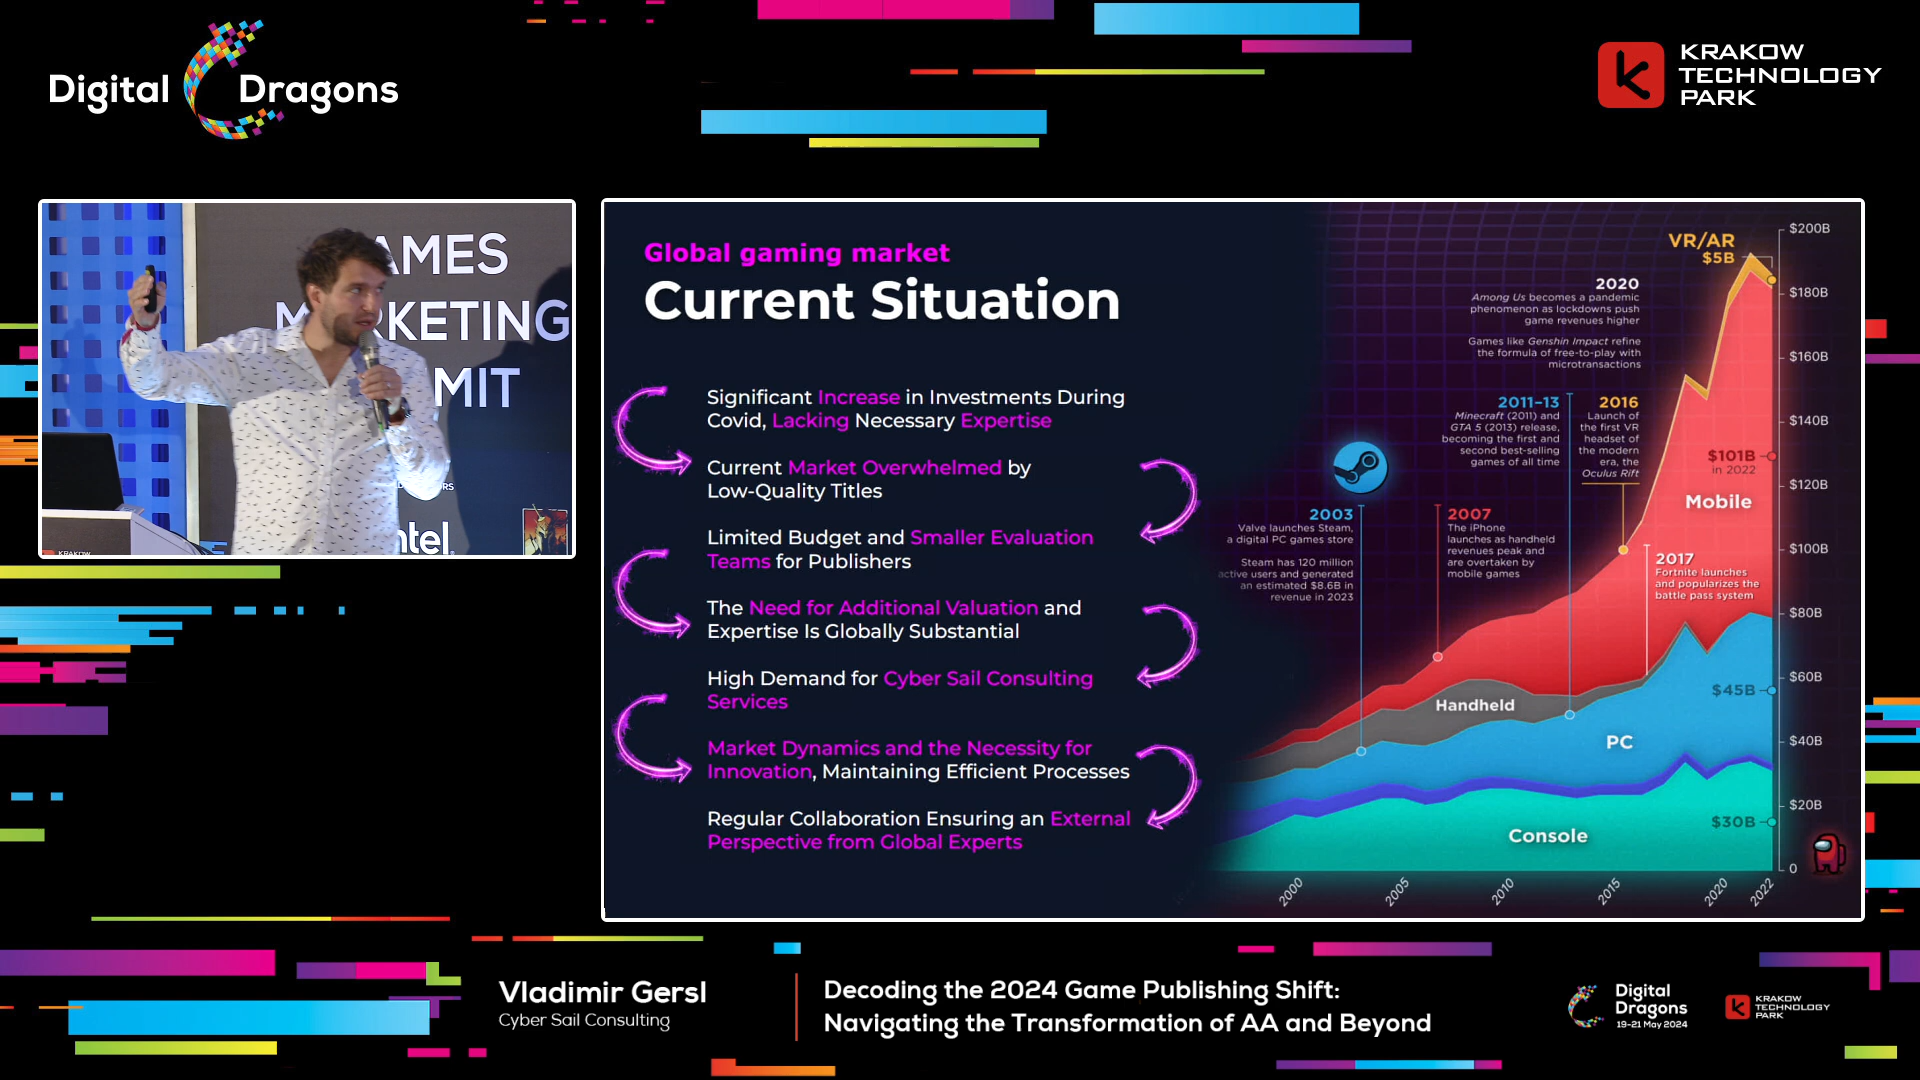 Digital Dragons
KRAKOW
TECHNOLOGY
PARK
AMES
MARKETING
MIT
ORS
ntel
KRAKOW
Global gaming market
Current Situation
Significant Increase in Investments During
Covid, Lacking Necessary Expertise
Current Market Overwhelmed by
Low-Quality Titles
Limited Budget and Smaller Evaluation
Teams for Publishers
The Need for Additional Valuation and
Expertise Is Globally Substantial
High Demand for Cyber Sail Consulting
Services
Market Dynamics and the Necessity for
Innovation, Maintaining Efficient Processes
Regular Collaboration Ensuring an External
Perspective from Global Experts
VR/AR
$5B
2020
Among Us becomes a pandemic
phenomenon as lockdowns push
game revenues higher
Games like Genshin Impact refine
the formula of free-to-play with
microtransactions
2011-13
Minecraft (2011) and
GTA 5 (2013) release,
becoming the first and
second best-selling
games of all time
2016
Launch of
the first VR
headset of
the modern
era, the
Oculus Rift
2003
Valve launches Steam,
a digital PC games store
Steam has 120 million
active users and generated
an estimated $8.6B in
revenue in 2023
2007
The iPhone
launches as handheld
revenues peak and
are overtaken by
mobile games
2017
Fortnite launches
and popularizes the
battle pass system
$101B
in 2022
Mobile
Handheld
$45B
PC
$30B
Console
$200B
$180B
$160B
$140B
$120B
$100B
$80B
$60B
$40B
$20B
0
2000
2005
2010
2015
2020
2022
Vladimir Gersl
Cyber Sail Consulting
Decoding the 2024 Game Publishing Shift:
Navigating the Transformation of AA and Beyond
Digital
Dragons
19-21 May 2024
KRAKOW
TECHNOLOGY
PARK